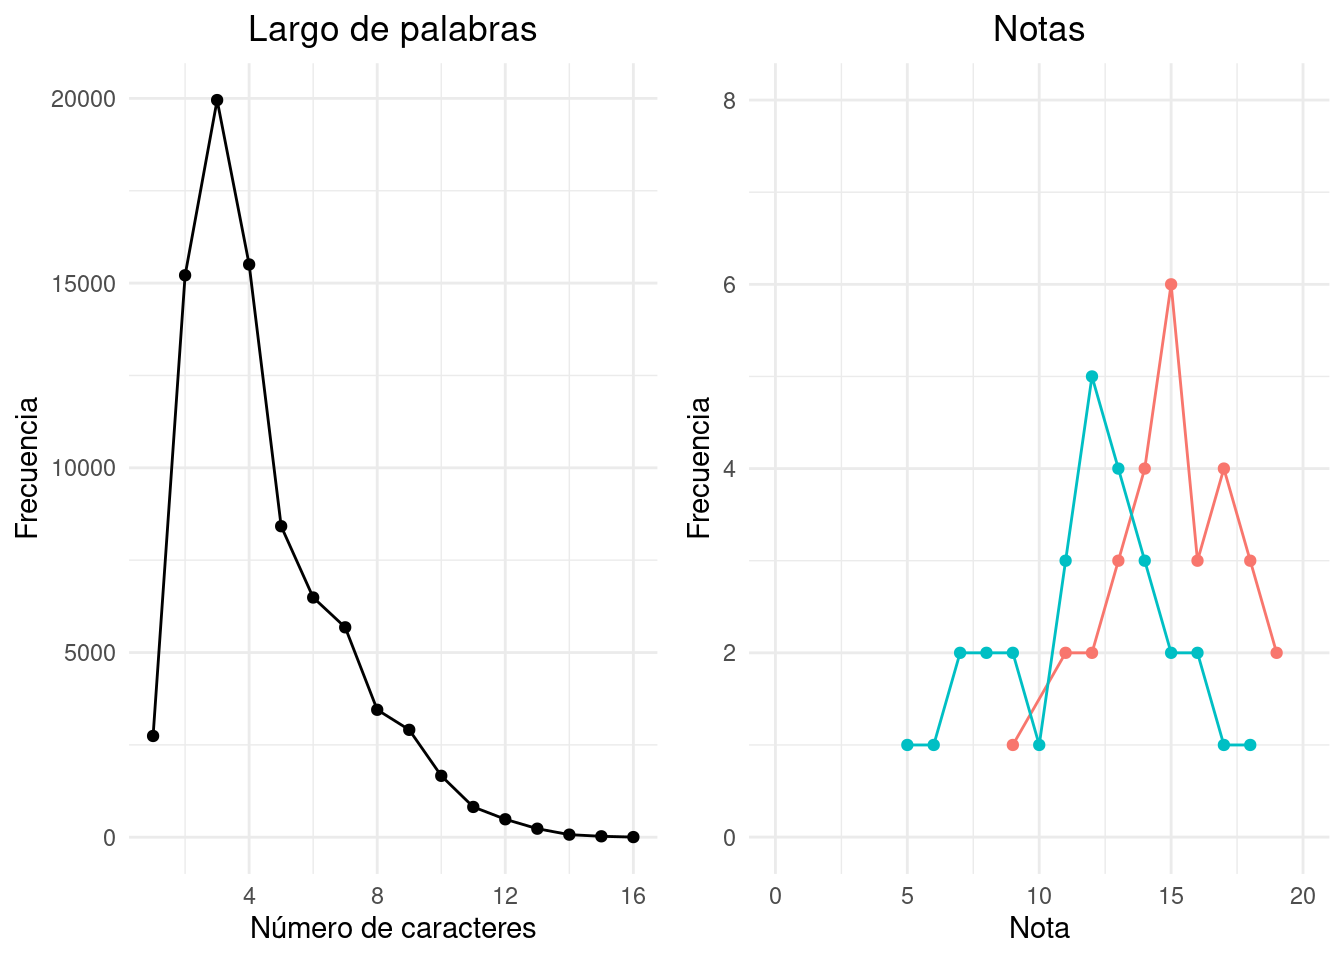 Largo de palabras
Frecuencia
20000
15000
10000
5000
0
4 8 12 16
Número de caracteres
Notas
Frecuencia
8
6
4
2
0
0 5 10 15 20
Nota